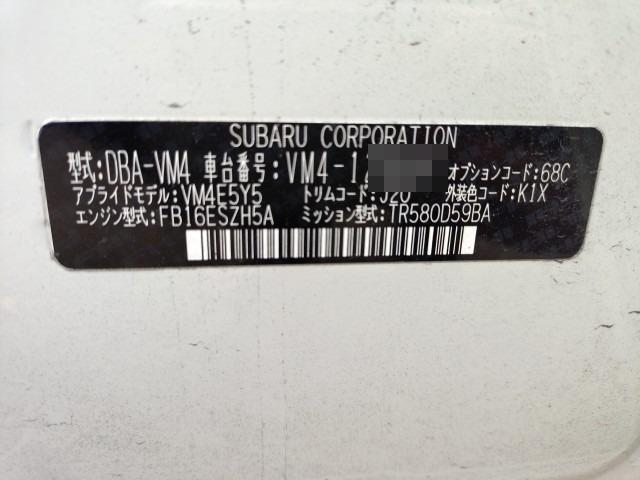 SUBARU CORPORATION
型式:DBA-VM4 車台番号:VM4-12 オプションコード:68C
アプライドモデル:VM4E5Y5 トリムコード:J20 外装色コード:K1X
エンジン型式:FB16ESZH5A ミッション型式:TR580D59BA